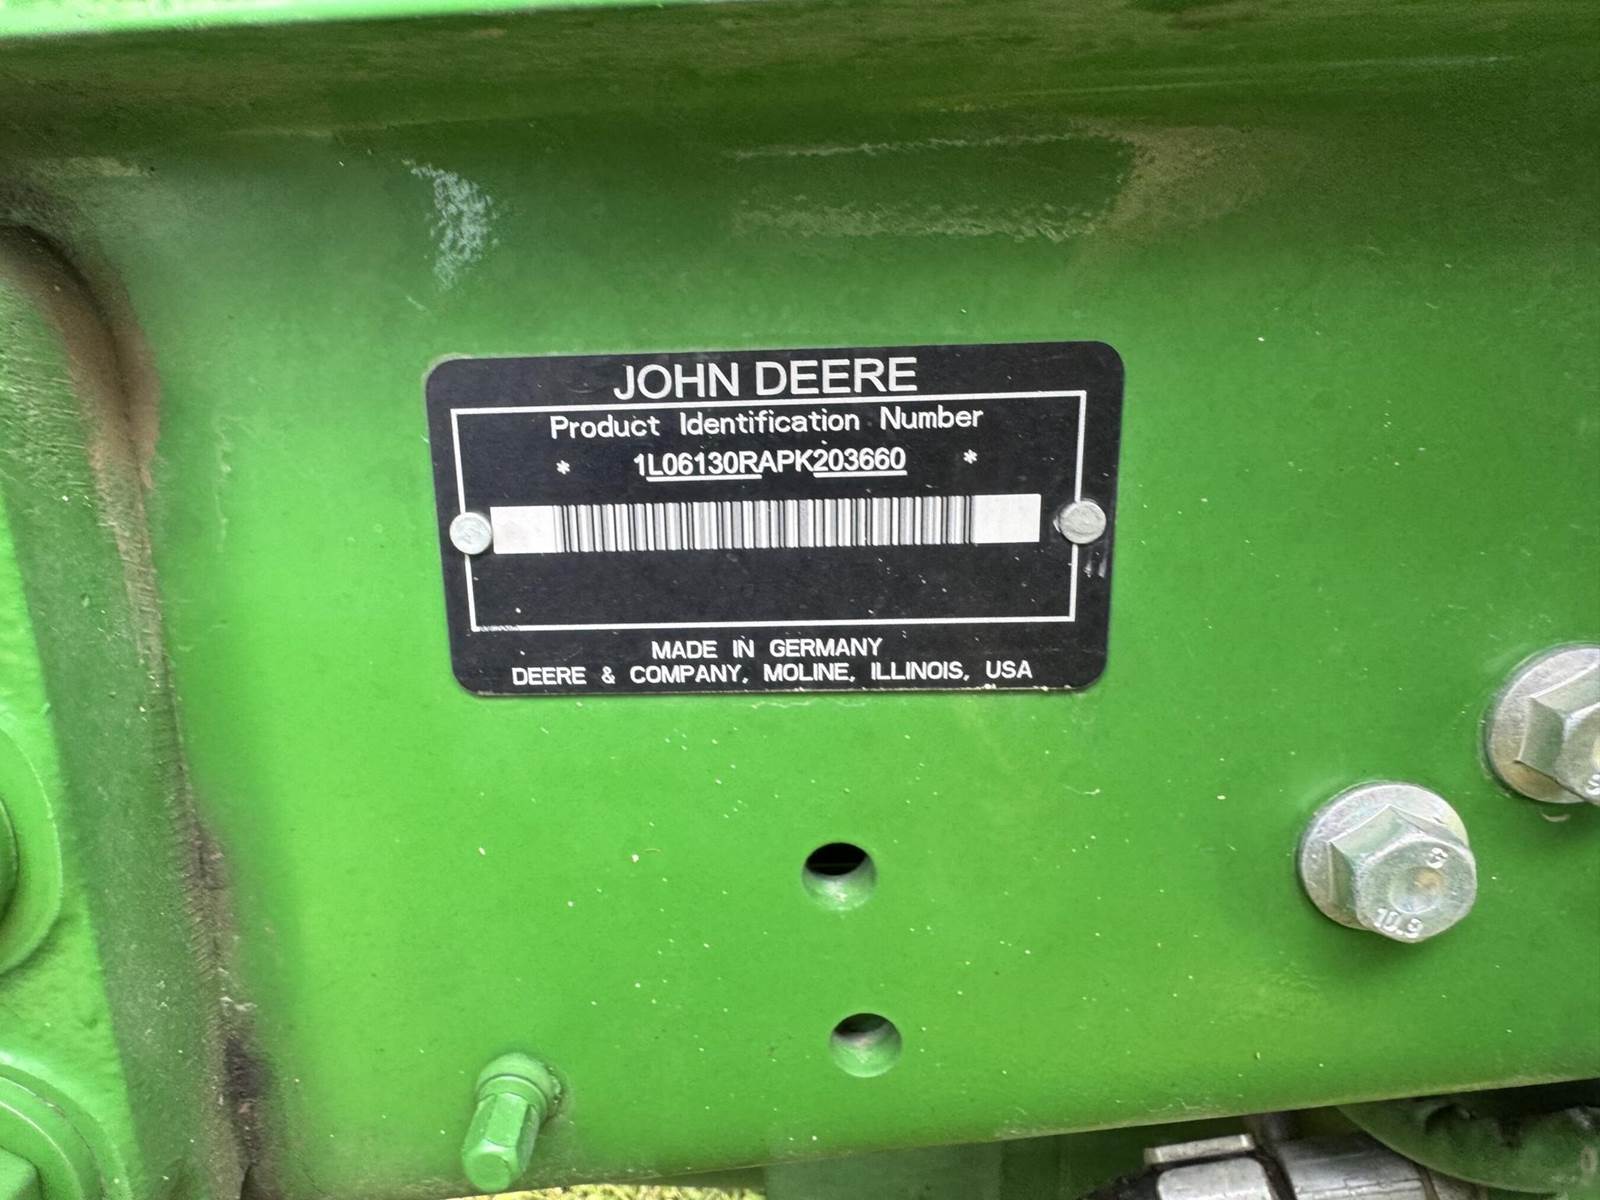 JOHN DEERE
Product Identification Number
* 1L06130RAPK203660 *
MADE IN GERMANY
DEERE & COMPANY, MOLINE, ILLINOIS, USA
10.9